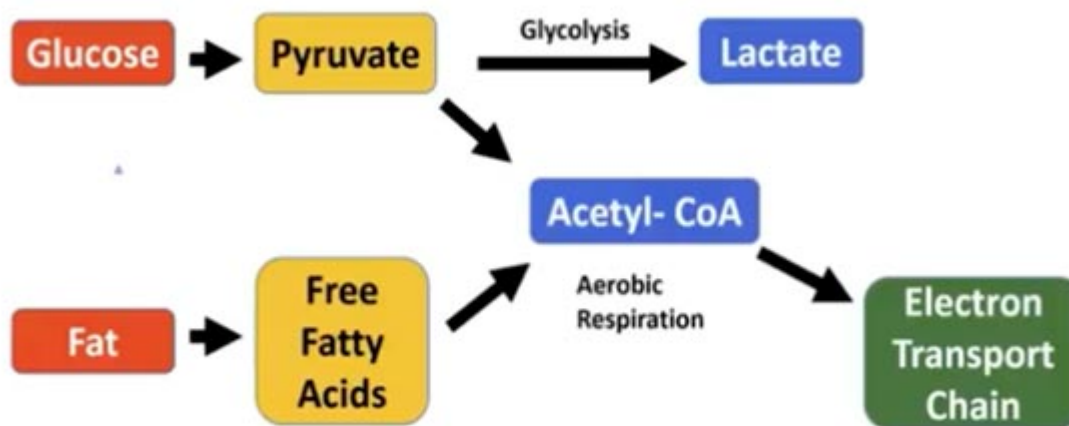 Glucose
Pyruvate
Glycolysis
Lactate
Acetyl- CoA
Fat
Free
Fatty
Acids
Aerobic
Respiration
Electron
Transport
Chain